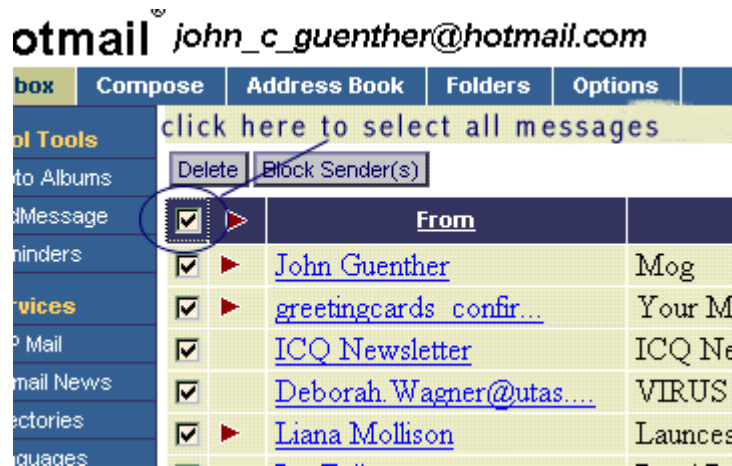 otmail® john_c_guenther@hotmail.com
box Compose Address Book Folders Options
click here to select all messages
ol Tools
Delete Block Sender(s)
to Albums
dMessage
From
ninders
John Guenther Mog
rvices
greetingcards_confir... Your M
P Mail
ICQ Newsletter ICQ Ne
mail News
Deborah.Wagner@utas.... VIRUS
ectories
Liana Mollison Launces
guages